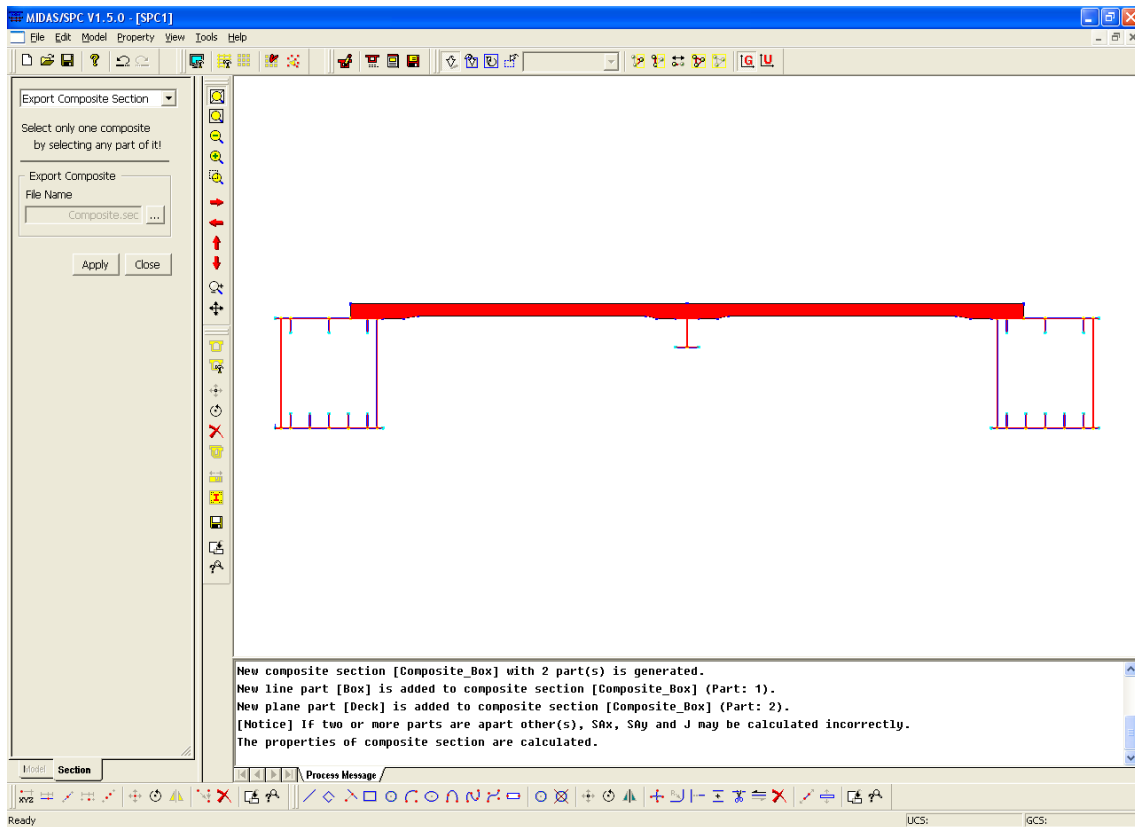 MIDAS/SPC V1.5.0 - [SPC1]
File Edit Model Property View Tools Help
G U
Export Composite Section
Select only one composite
by selecting any part of it!
Export Composite
File Name
Composite.sec ...
Apply Close
New composite section [Composite_Box] with 2 part(s) is generated.
New line part [Box] is added to composite section [Composite_Box] (Part: 1).
New plane part [Deck] is added to composite section [Composite_Box] (Part: 2).
[Notice] If two or more parts are apart other(s), SAx, SAy and J may be calculated incorrectly.
The properties of composite section are calculated.
Model Section
Process Message
XYZ
Ready
UCS: GCS: